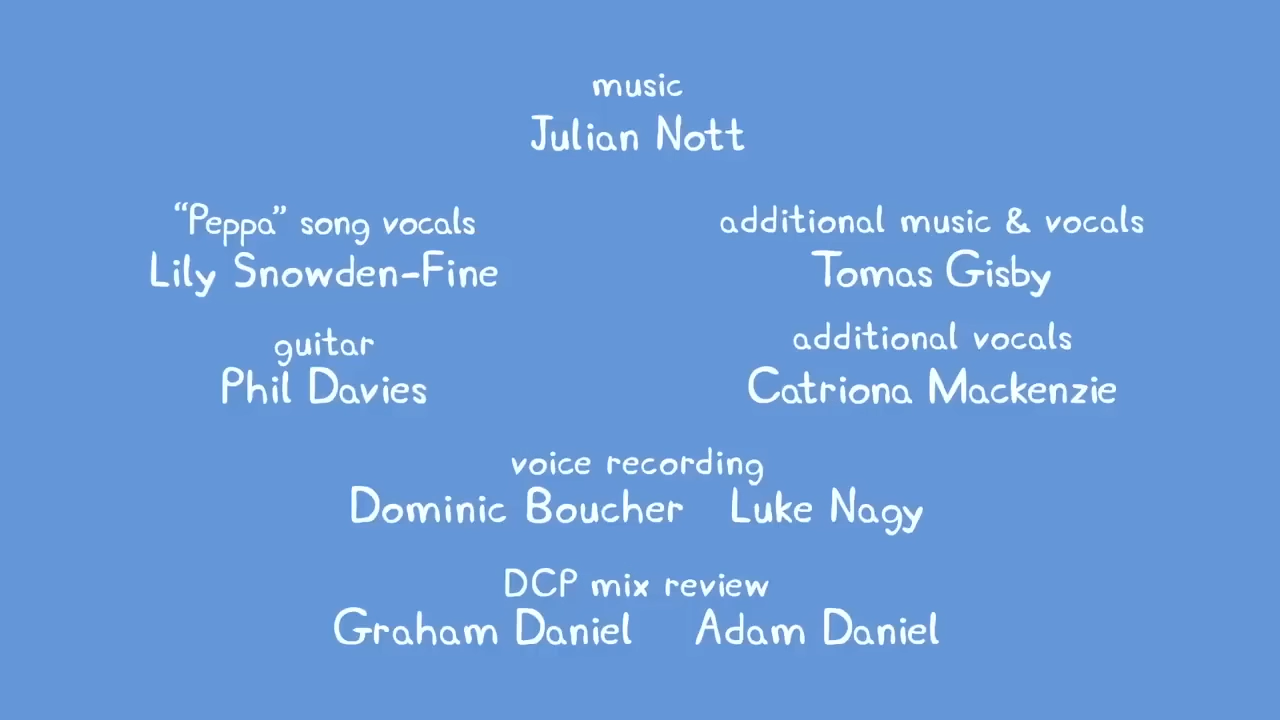 music
Julian Nott
“Peppa” song vocals
Lily Snowden-Fine
additional music & vocals
Tomas Gisby
guitar
Phil Davies
additional vocals
Catriona Mackenzie
voice recording
Dominic Boucher Luke Nagy
DCP mix review
Graham Daniel Adam Daniel